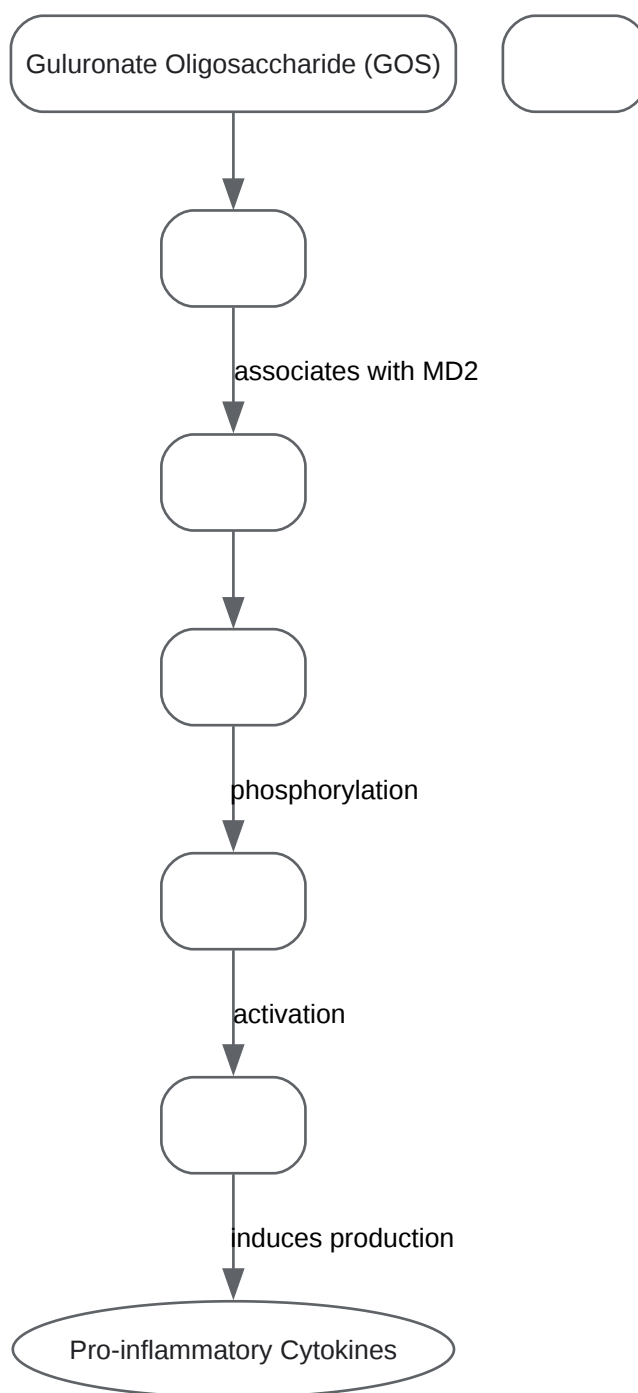 Guluronate Oligosaccharide (GOS)
associates with MD2
phosphorylation
activation
induces production
Pro-inflammatory Cytokines